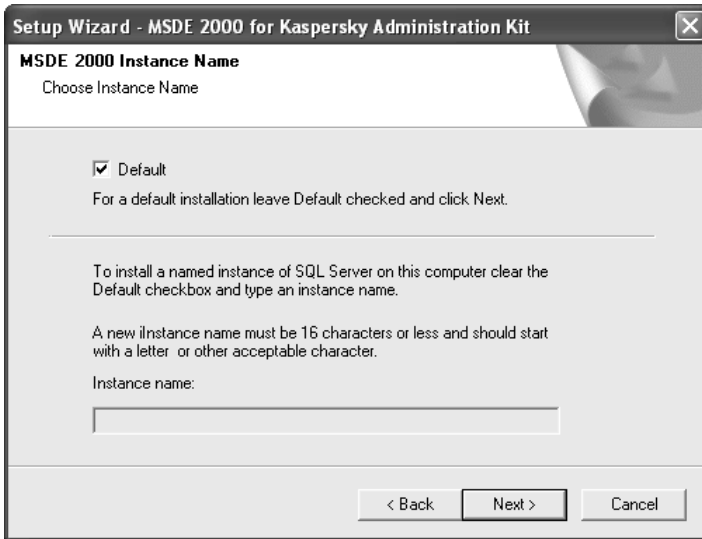 Setup Wizard - MSDE 2000 for Kaspersky Administration Kit
MSDE 2000 Instance Name
Choose Instance Name
Default
For a default installation leave Default checked and click Next.
To install a named instance of SQL Server on this computer clear the
Default checkbox and type an instance name.
A new iInstance name must be 16 characters or less and should start
with a letter or other acceptable character.
Instance name:
< Back Next > Cancel